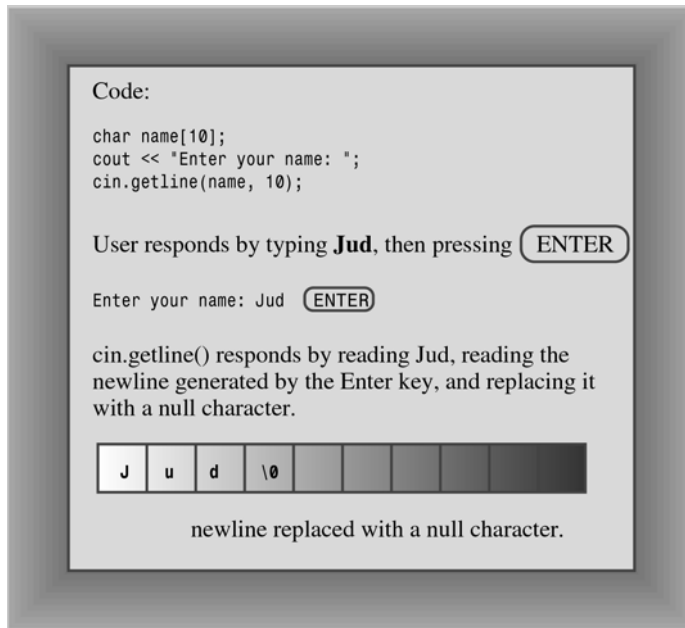 Code:
char name[10];
cout << "Enter your name: ";
cin.getline(name, 10);
User responds by typing Jud, then pressing ENTER
Enter your name: Jud ENTER
cin.getline() responds by reading Jud, reading the
newline generated by the Enter key, and replacing it
with a null character.
J u d \0
newline replaced with a null character.